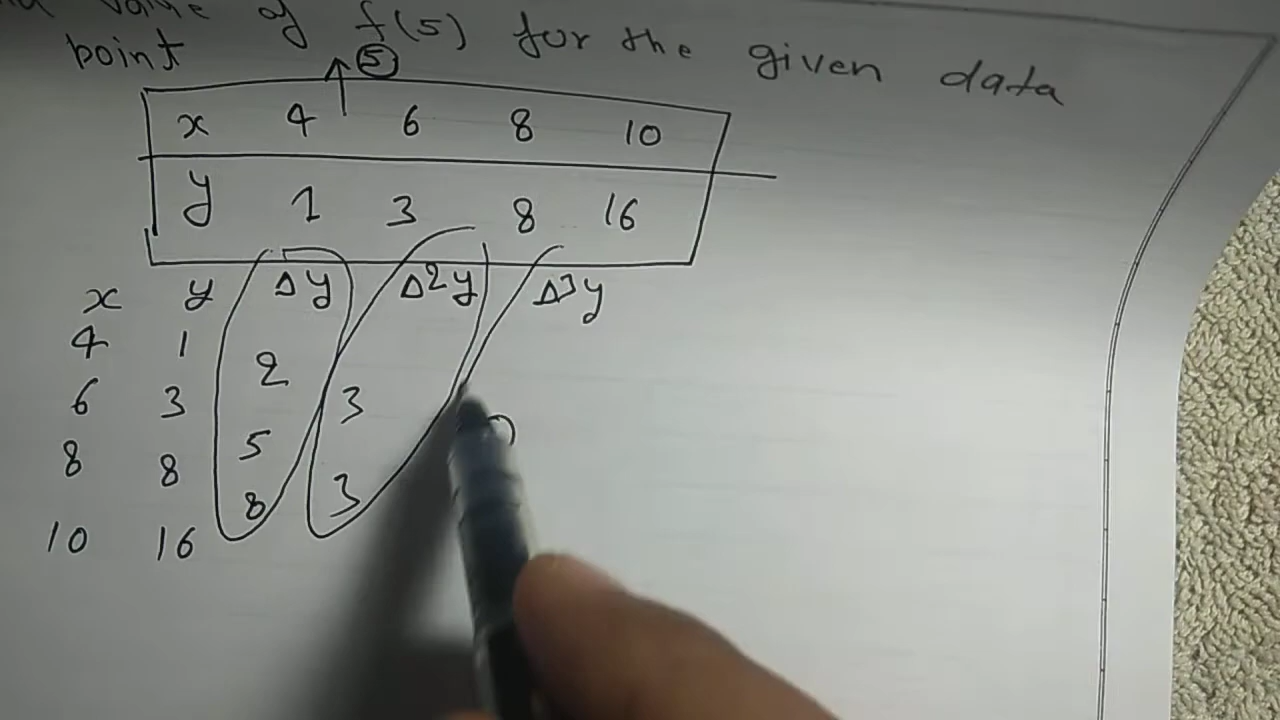 value of f(5) for the given data
point
5
x 4 6 8 10
y 1 3 8 16
x y Δy Δ2y Δ3y
4 1
2
6 3 3
5
8 8 3
8
10 16